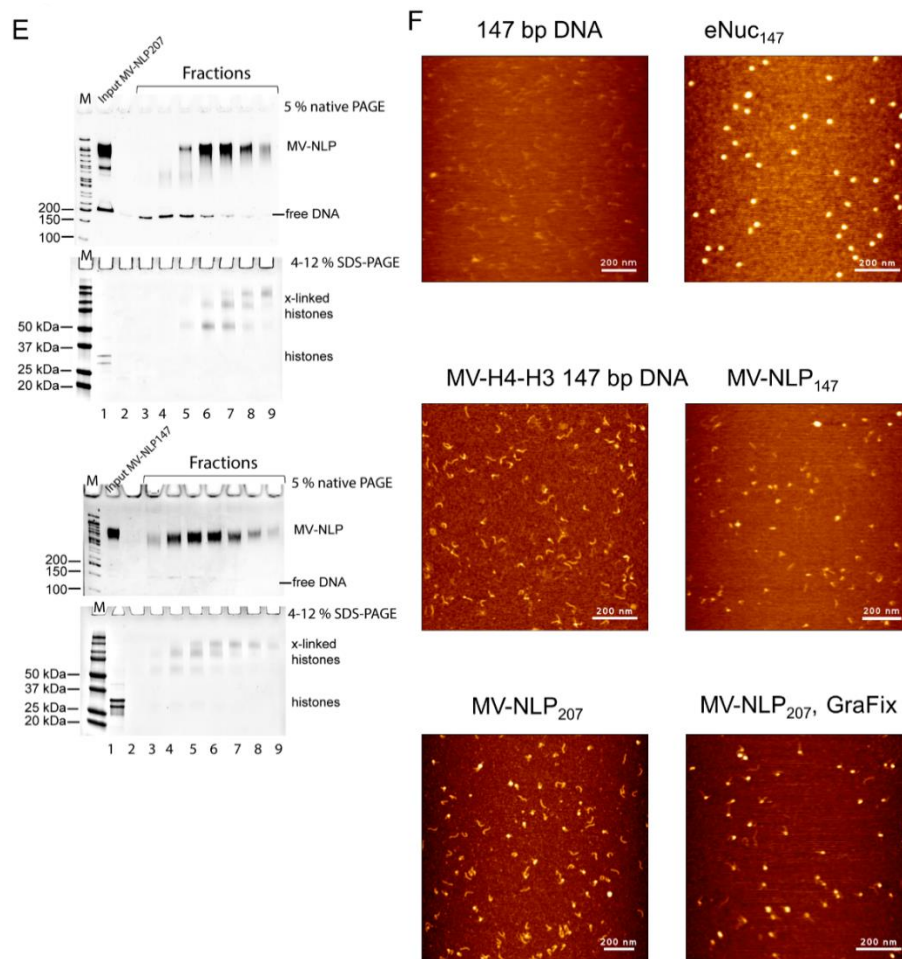 E
Input MV-NLP207
Fractions
M
5 % native PAGE
MV-NLP
200
150
100
free DNA
M
4-12 % SDS-PAGE
x-linked
histones
50 kDa
37 kDa
25 kDa
20 kDa
histones
1 2 3 4 5 6 7 8 9
Input MV-NLP147
Fractions
M
5 % native PAGE
MV-NLP
200
150
100
free DNA
M
4-12 % SDS-PAGE
x-linked
histones
50 kDa
37 kDa
25 kDa
20 kDa
histones
1 2 3 4 5 6 7 8 9
F
147 bp DNA
200 nm
eNuc147
200 nm
MV-H4-H3 147 bp DNA
200 nm
MV-NLP147
200 nm
MV-NLP207
200 nm
MV-NLP207, GraFix
200 nm